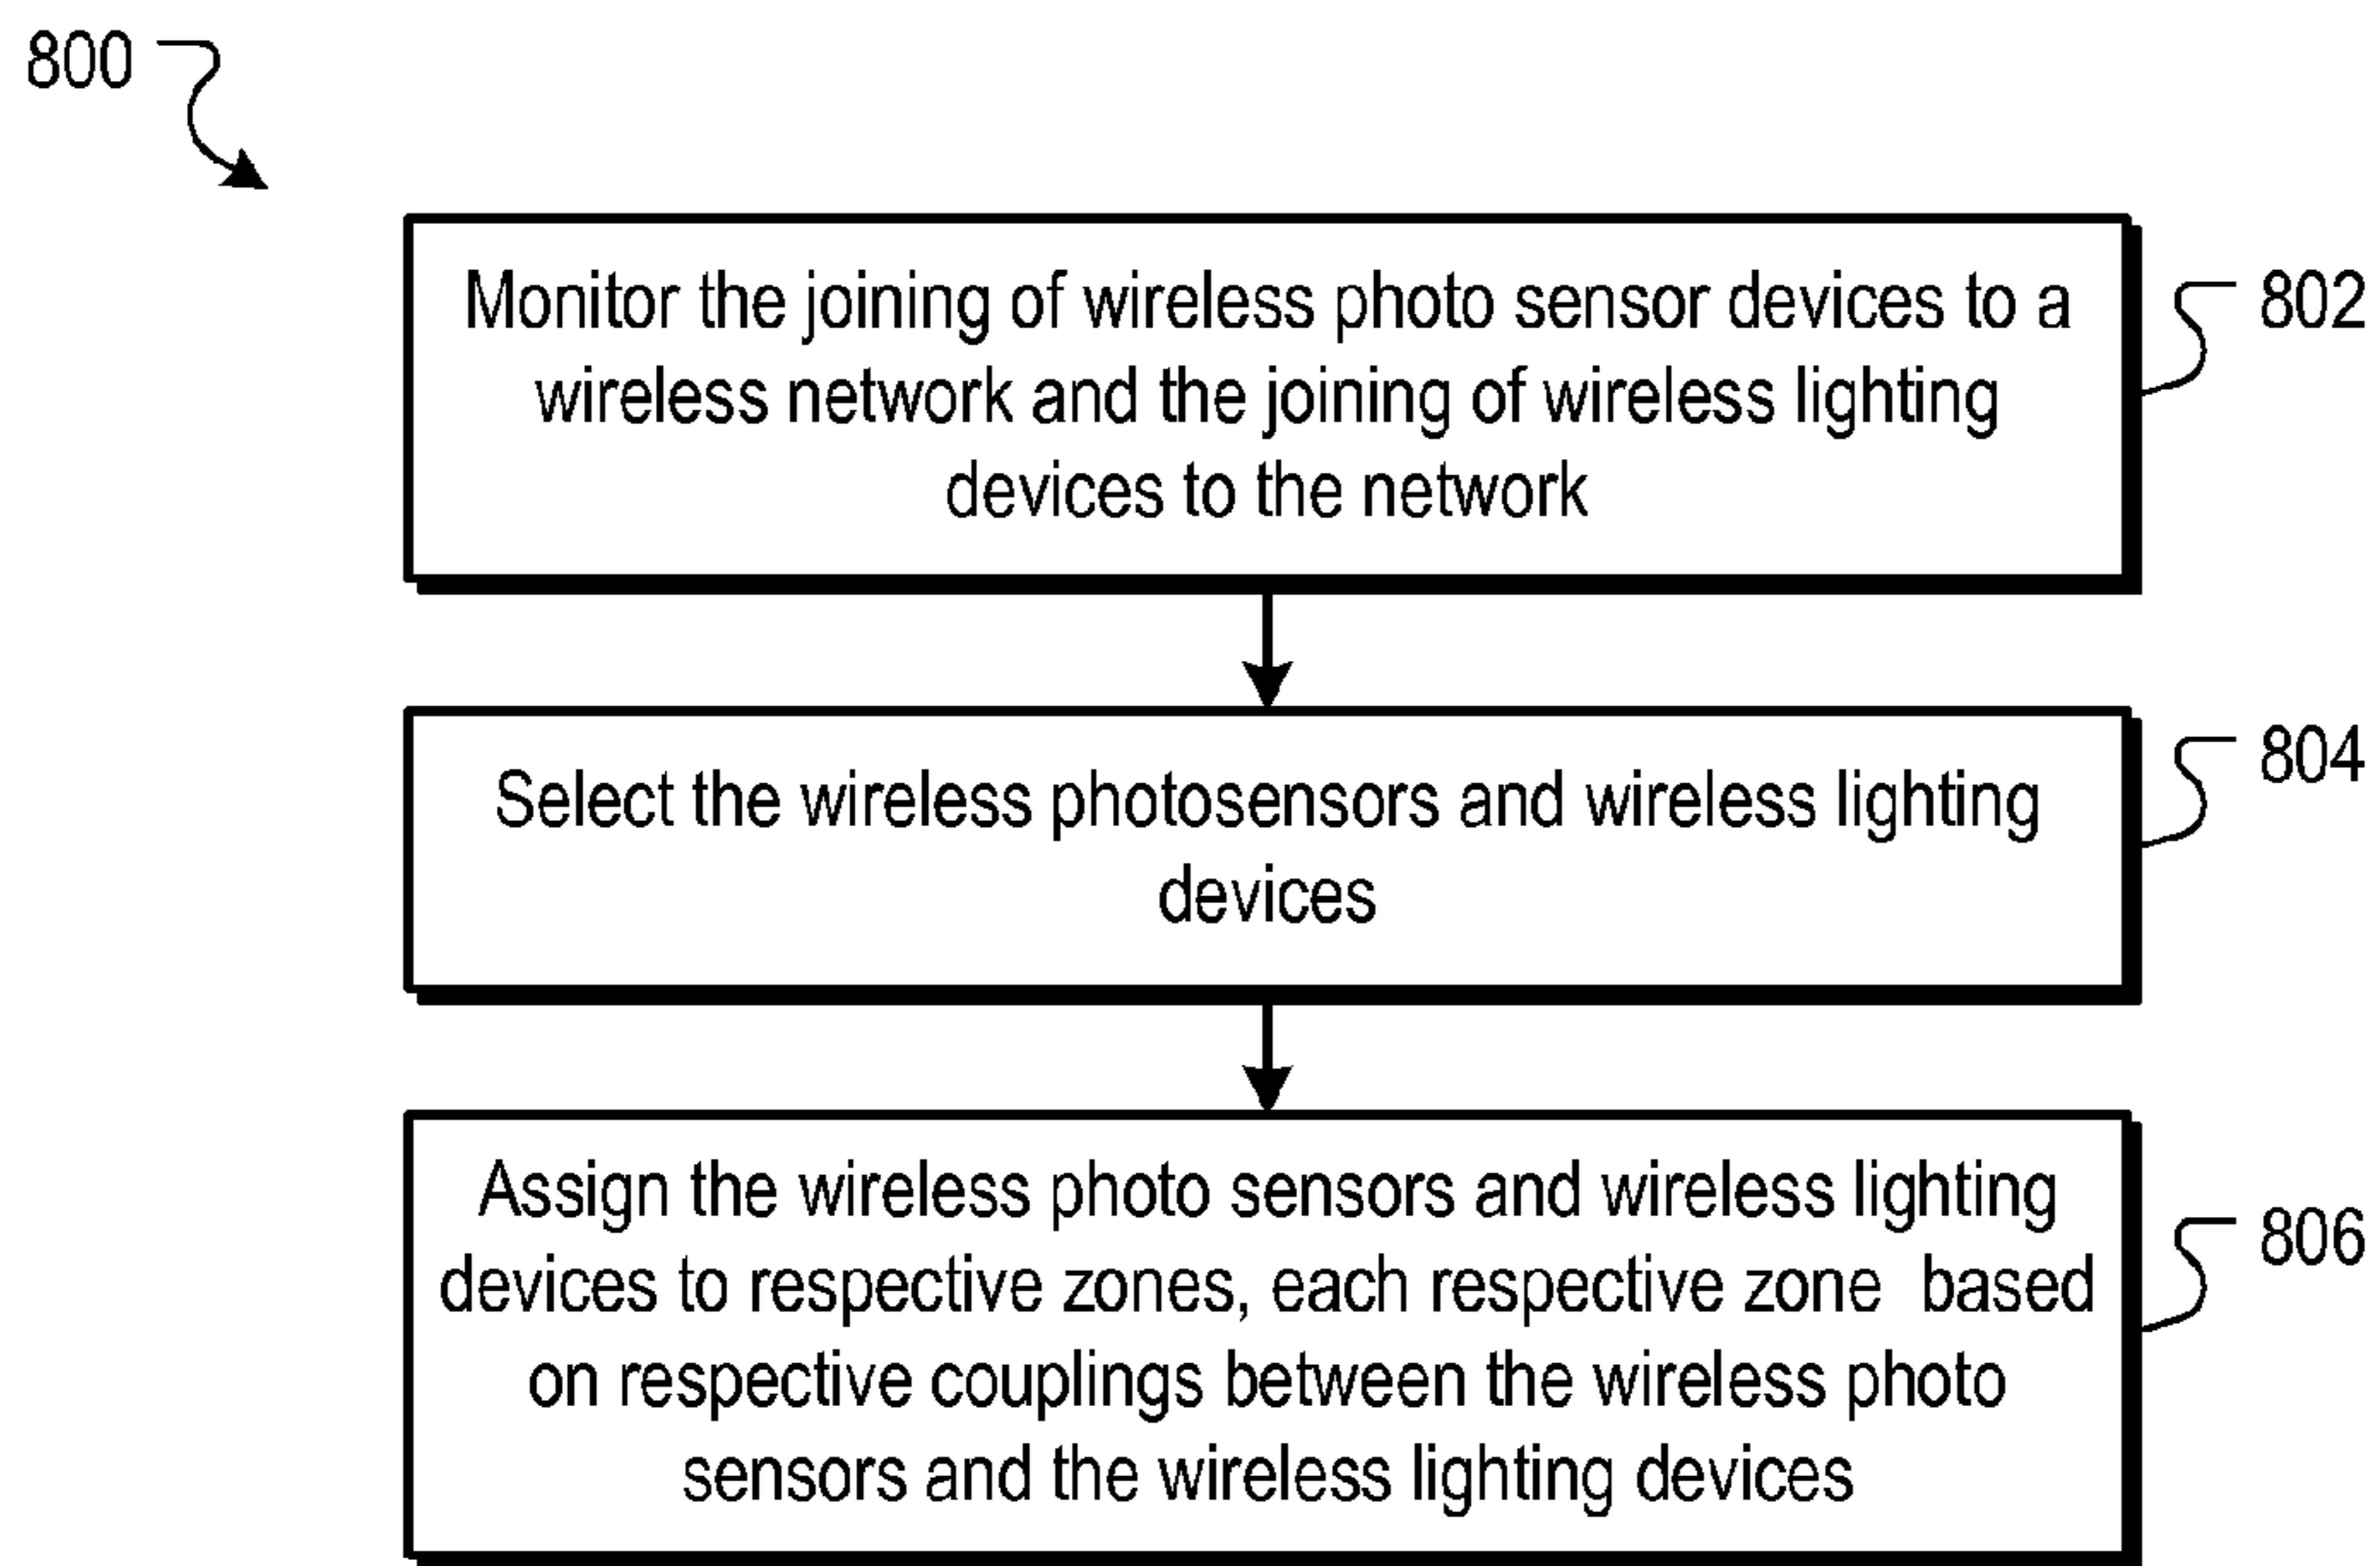 800
Monitor the joining of wireless photo sensor devices to a
wireless network and the joining of wireless lighting
devices to the network
802
Select the wireless photosensors and wireless lighting
devices
804
Assign the wireless photo sensors and wireless lighting
devices to respective zones, each respective zone based
on respective couplings between the wireless photo
sensors and the wireless lighting devices
806